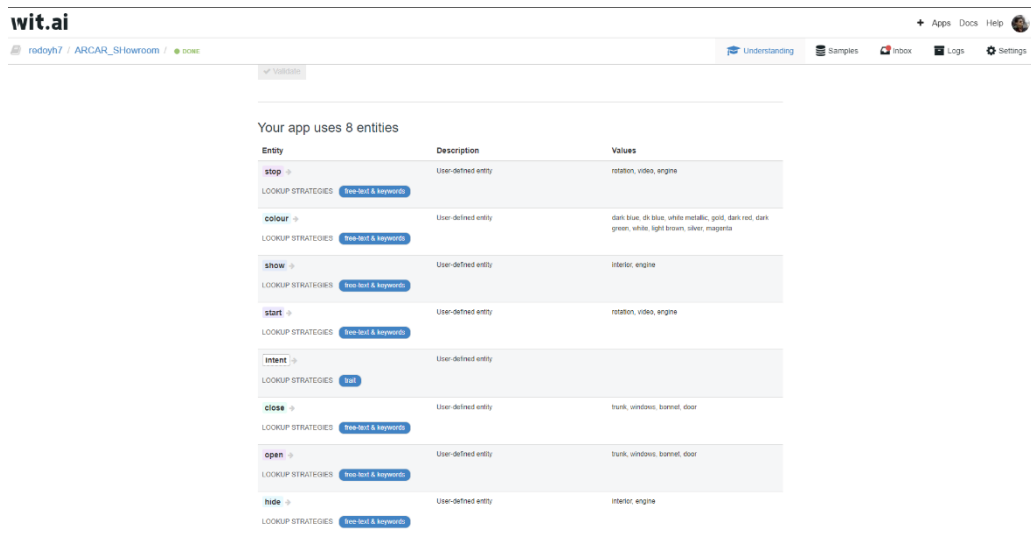 wit.ai
+ Apps Docs Help
redoyh7 / ARCAR_SHowroom / DONE
Understanding Samples Inbox Logs Settings
Validate
Your app uses 8 entities
Entity Description Values
stop User-defined entity rotation, video, engine
LOOKUP STRATEGIES free-text & keywords
colour User-defined entity dark blue, dk blue, white metallic, gold, dark red, dark
green, white, light brown, silver, magenta
LOOKUP STRATEGIES free-text & keywords
show User-defined entity interior, engine
LOOKUP STRATEGIES free-text & keywords
start User-defined entity rotation, video, engine
LOOKUP STRATEGIES free-text & keywords
intent User-defined entity
LOOKUP STRATEGIES trait
close User-defined entity trunk, windows, bonnet, door
LOOKUP STRATEGIES free-text & keywords
open User-defined entity trunk, windows, bonnet, door
LOOKUP STRATEGIES free-text & keywords
hide User-defined entity interior, engine
LOOKUP STRATEGIES free-text & keywords